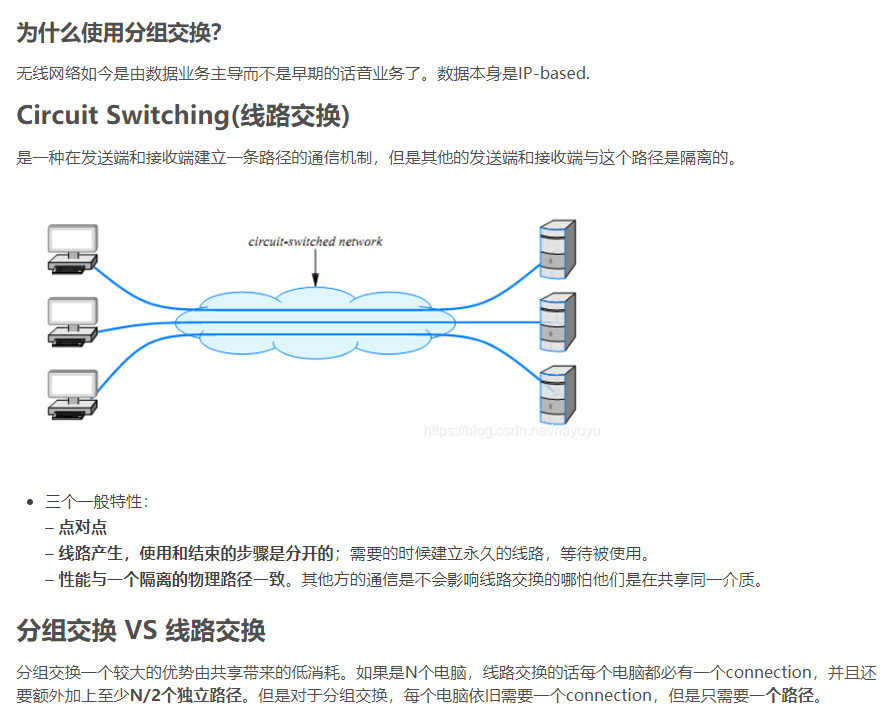 为什么使用分组交换?
无线网络如今是由数据业务主导而不是早期的话音业务了。数据本身是IP-based.
Circuit Switching(线路交换)
是一种在发送端和接收端建立一条路径的通信机制，但是其他的发送端和接收端与这个路径是隔离的。
circuit-switched network
https://blog.csdn.net/nayuyu
• 三个一般特性：
– 点对点
– 线路产生，使用和结束的步骤是分开的；需要的时候建立永久的线路，等待被使用。
– 性能与一个隔离的物理路径一致。其他方的通信是不会影响线路交换的哪怕他们是在共享同一介质。
分组交换 VS 线路交换
分组交换一个较大的优势由共享带来的低消耗。如果是N个电脑，线路交换的话每个电脑都必有一个connection，并且还
要额外加上至少N/2个独立路径。但是对于分组交换，每个电脑依旧需要一个connection，但是只需要一个路径。